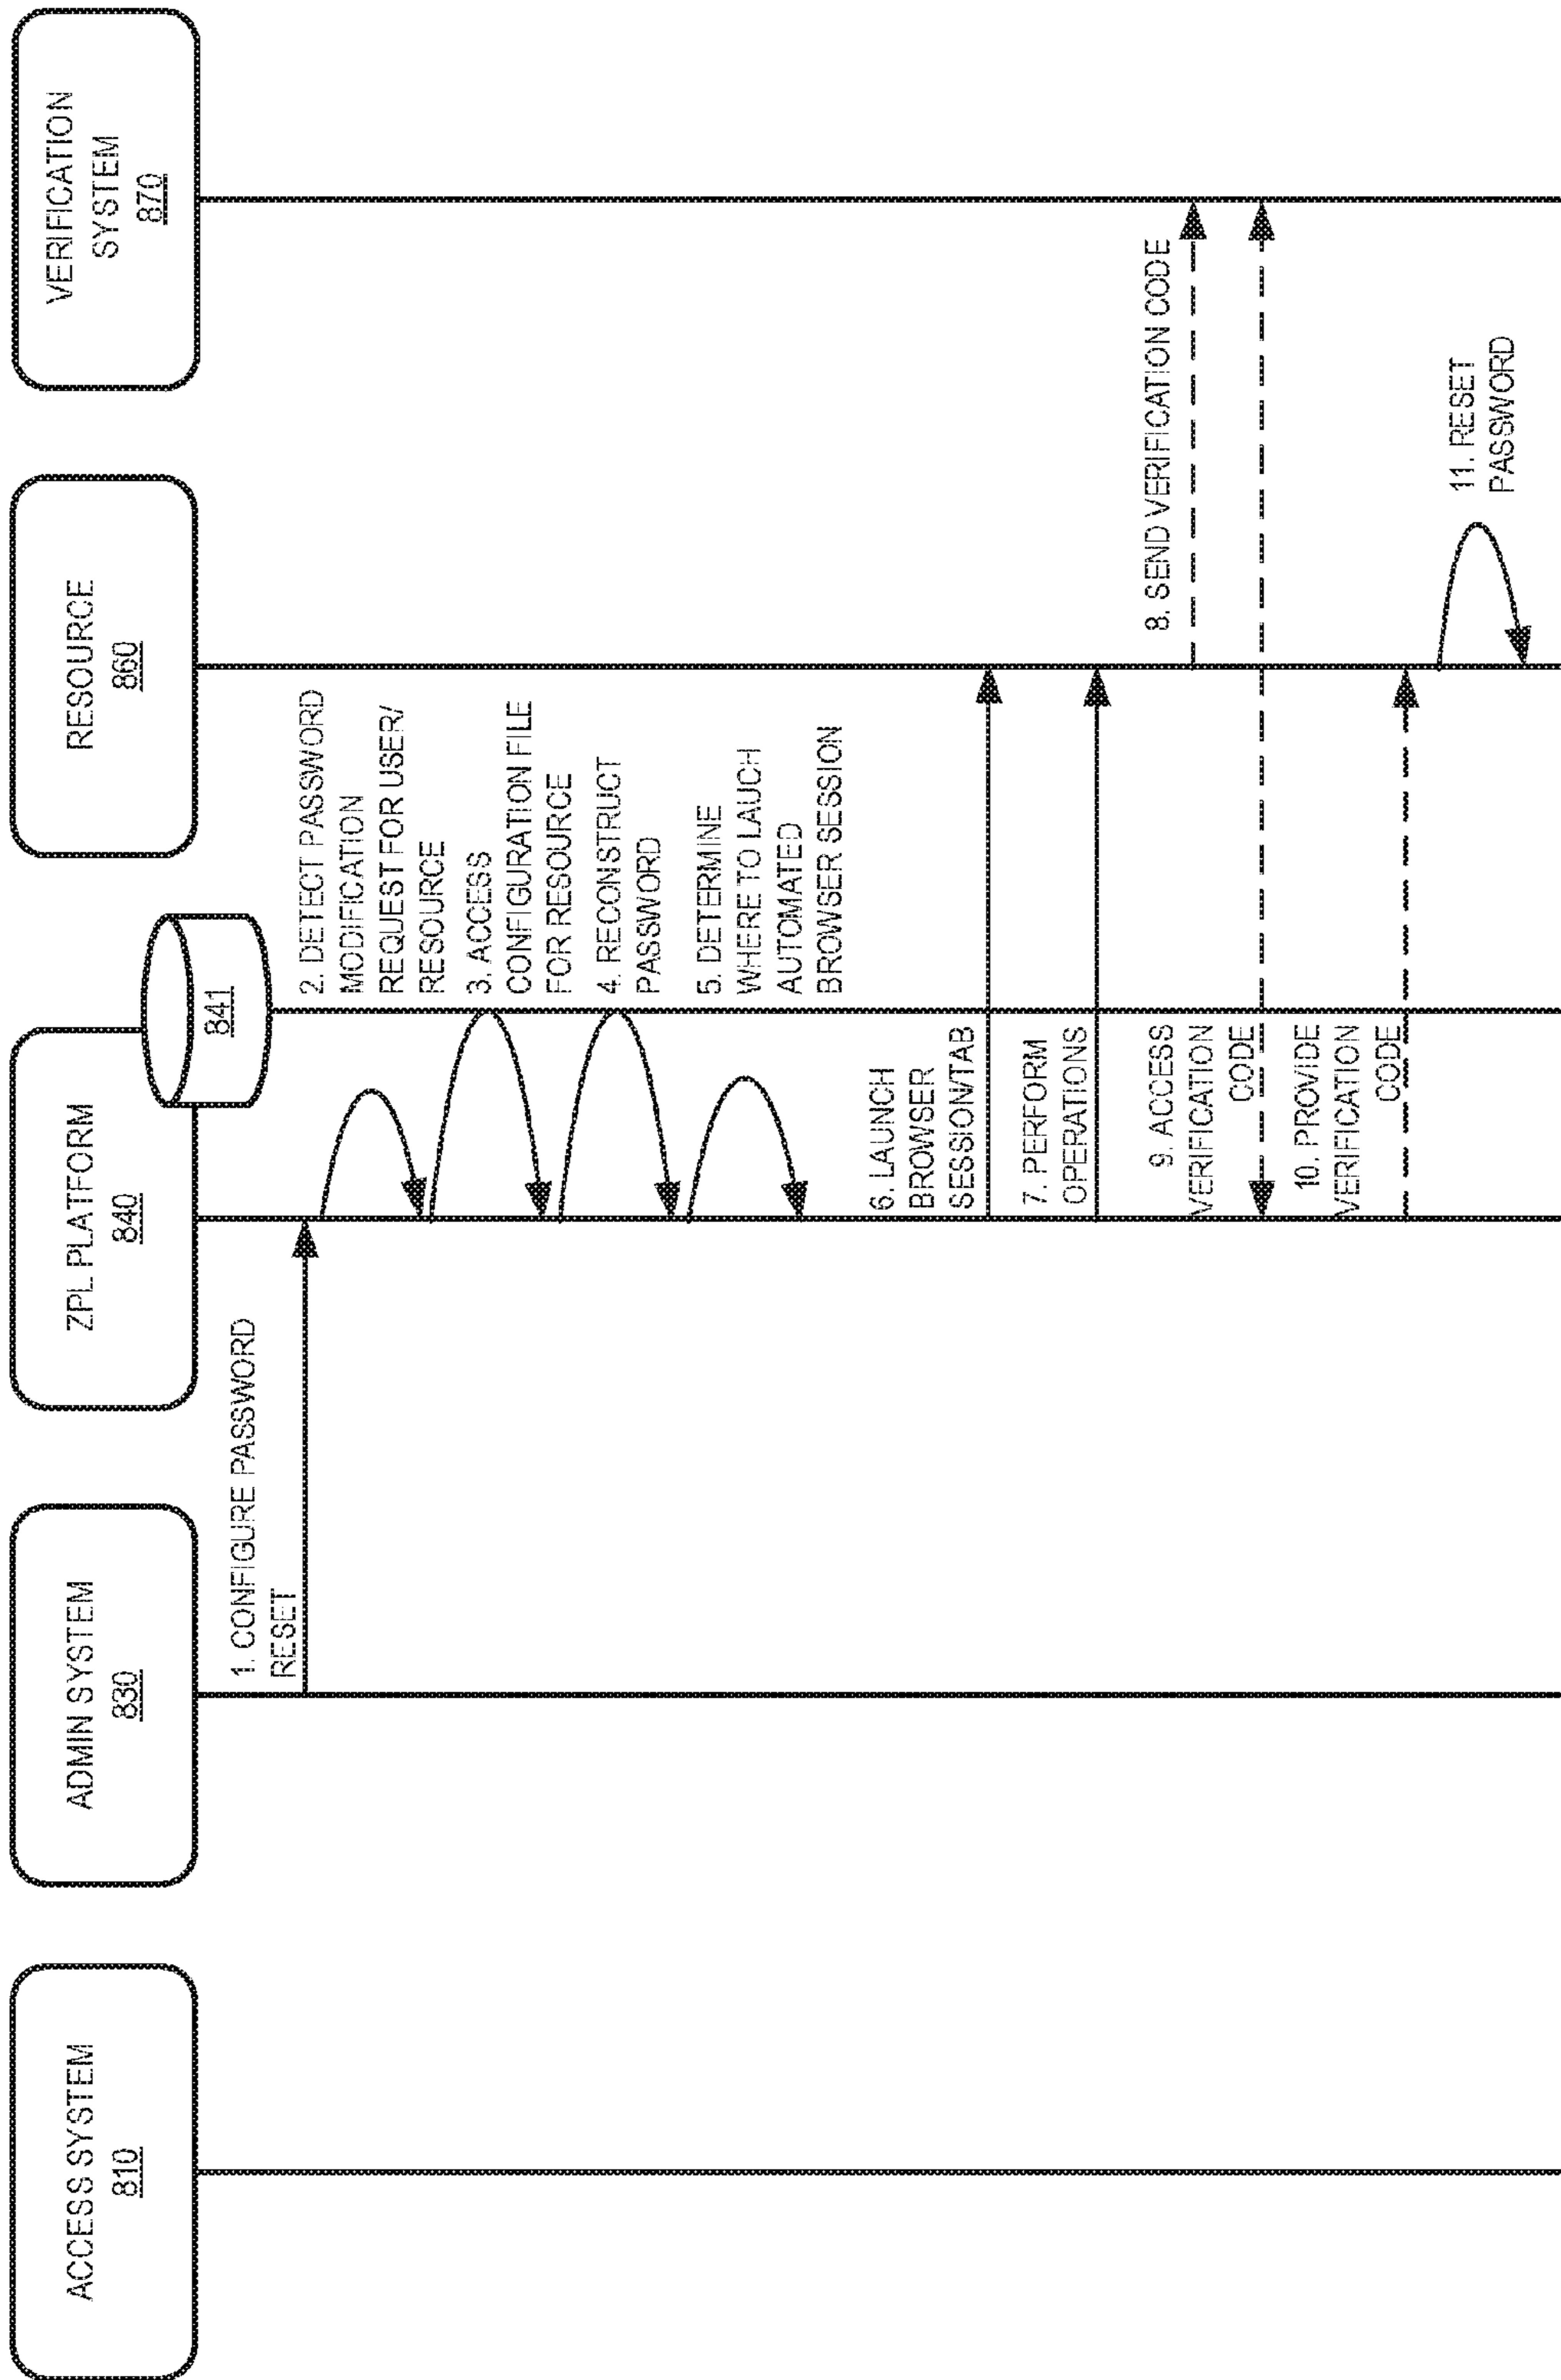 ACCESS SYSTEM
810
ADMIN SYSTEM
830
ZPL PLATFORM
840
841
RESOURCE
860
VERIFICATION
SYSTEM
870
1. CONFIGURE PASSWORD
RESET
2. DETECT PASSWORD
MODIFICATION
REQUEST FOR USER/
RESOURCE
3. ACCESS
CONFIGURATION FILE
FOR RESOURCE
4. RECONSTRUCT
PASSWORD
5. DETERMINE
WHERE TO LAUCH
AUTOMATED
BROWSER SESSION
6. LAUNCH
BROWSER
SESSION/TAB
7. PERFORM
OPERATIONS
8. SEND VERIFICATION CODE
9. ACCESS
VERIFICATION
CODE
10. PROVIDE
VERIFICATION
CODE
11. RESET
PASSWORD